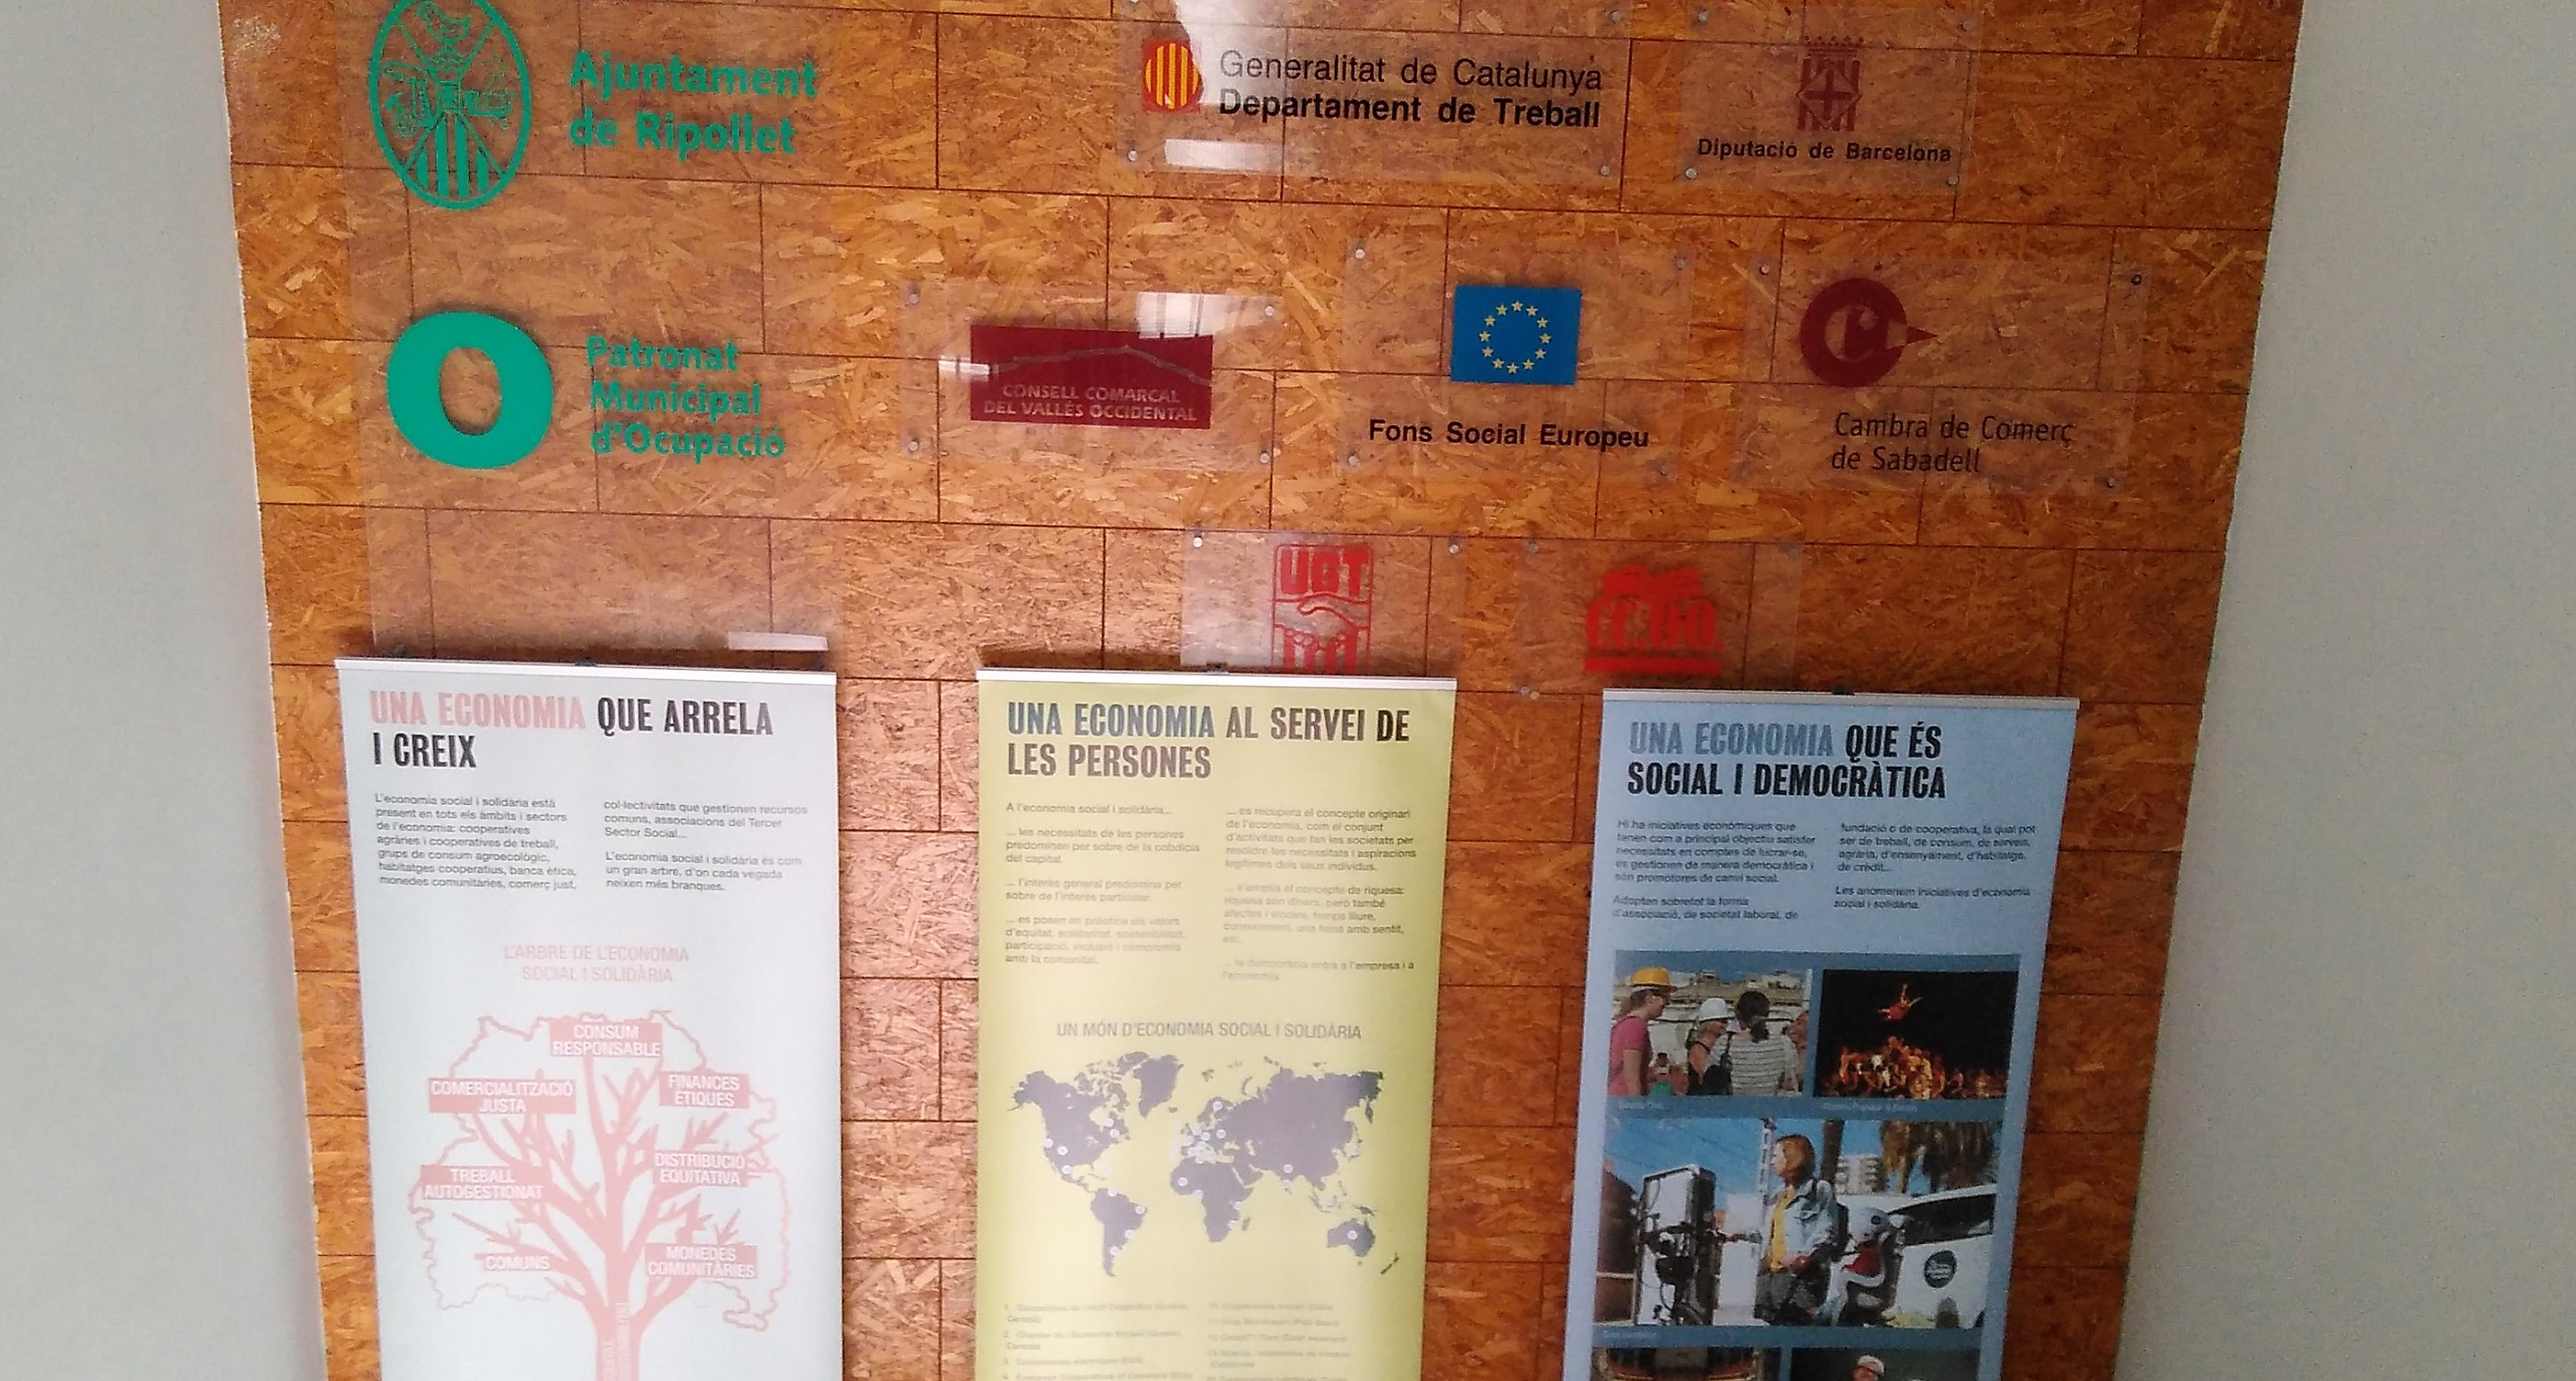 Ajuntament
de Ripollet
Generalitat de Catalunya
Departament de Treball
Diputació de Barcelona
Patronat
Municipal
d'Ocupació
CONSELL COMARCAL
DEL VALLÈS OCCIDENTAL
Fons Social Europeu
Cambra de Comerç
de Sabadell
UGT
CC.OO.
UNA ECONOMIA QUE ARRELA
I CREIX
L'economia social i solidària està
present en tots els àmbits i sectors
de l'economia: cooperatives
agràries i cooperatives de treball,
grups de consum agroecològic,
habitatges cooperatius, banca ètica,
monedes comunitàries, comerç just,
col·lectivitats que gestionen recursos
comuns, associacions del Tercer
Sector Social...
L'economia social i solidària és com
un gran arbre, d'on cada vegada
neixen més branques.
L'ARBRE DE L'ECONOMIA
SOCIAL I SOLIDÀRIA
CONSUM
RESPONSABLE
COMERCIALITZACIÓ
JUSTA
FINANCES
ETIQUES
DISTRIBUCIÓ
EQUITATIVA
TREBALL
AUTOGESTIONAT
COMUNS
MONEDES
COMUNITÀRIES
UNA ECONOMIA AL SERVEI DE
LES PERSONES
A l'economia social i solidària...
... les necessitats de les persones
predominen per sobre de la cobdícia
del capital.
... l'interès general predomina per
sobre de l'interès particular.
... es posen en pràctica els valors
d'equitat, solidaritat, sostenibilitat,
participació, inclusió i compromís
amb la comunitat.
... es recupera el concepte originari
de l'economia, com el conjunt
d'activitats que fan les societats per
resoldre les necessitats i aspiracions
legítimes dels seus individus.
... s'amplia el concepte de riquesa:
riquesa són diners, però també
afectes i vincles, temps lliure,
coneixement, una feina amb sentit,
etc.
... la democràcia entra a l'empresa i a
l'economia
UN MÓN D'ECONOMIA SOCIAL I SOLIDÀRIA
UNA ECONOMIA QUE ÉS
SOCIAL I DEMOCRÀTICA
Hi ha iniciatives econòmiques que
tenen com a principal objectiu satisfer
necessitats en comptes de lucrar-se,
es gestionen de manera democràtica i
són promotores de canvi social.
Adopten sobretot la forma
d'associació, de societat laboral, de
fundació o de cooperativa, la qual pot
ser de treball, de consum, de serveis,
agrària, d'ensenyament, d'habitatge,
de crèdit...
Les anomenem iniciatives d'economia
social i solidària.